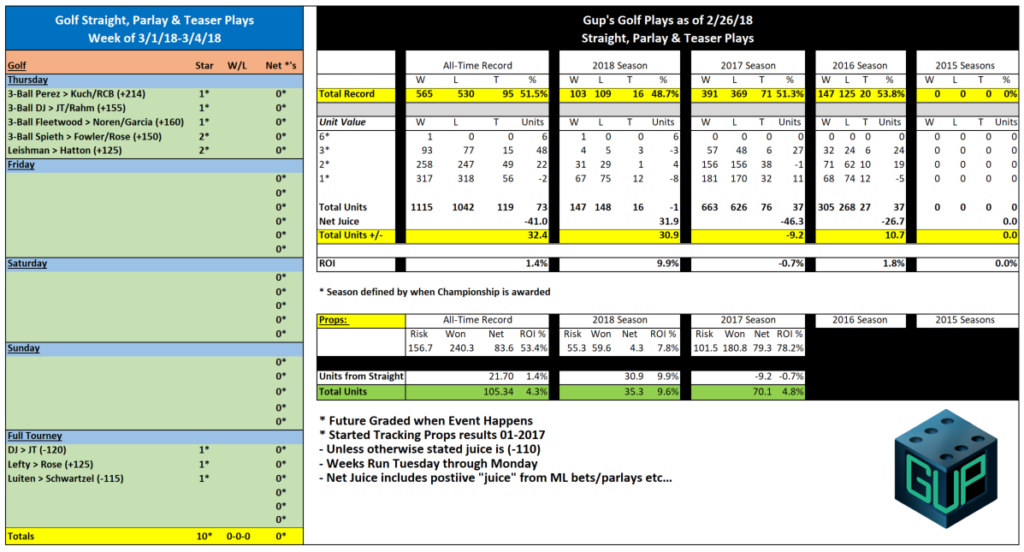 Golf Straight, Parlay & Teaser Plays
Week of 3/1/18-3/4/18
Golf Star W/L Net *'s
Thursday
3-Ball Perez > Kuch/RCB (+214) 1* 0*
3-Ball DJ > JT/Rahm (+155) 1* 0*
3-Ball Fleetwood > Noren/Garcia (+160) 1* 0*
3-Ball Spieth > Fowler/Rose (+150) 2* 0*
Leishman > Hatton (+125) 2* 0*
Friday
0*
0*
0*
0*
0*
0*
Saturday
0*
0*
0*
0*
0*
Sunday
0*
0*
0*
0*
0*
Full Tourney
DJ > JT (-120) 1* 0*
Lefty > Rose (+125) 1* 0*
Luiten > Schwartzel (-115) 1* 0*
0*
0*
0*
Totals 10* 0-0-0 0*
Gup's Golf Plays as of 2/26/18
Straight, Parlay & Teaser Plays
All-Time Record 2018 Season 2017 Season 2016 Season 2015 Seasons
W L T % W L T % W L T % W L T % W L T %
Total Record 565 530 95 51.5% 103 109 16 48.7% 391 369 71 51.3% 147 125 20 53.8% 0 0 0 0%
Unit Value W L T Units W L T Units W L T Units W L T Units W L T Units
6* 1 0 0 6 1 0 0 6 0 0 0 0 0 0 0 0 0 0 0 0
3* 93 77 15 48 4 5 3 -3 57 48 6 27 32 24 6 24 0 0 0 0
2* 258 247 49 22 31 29 1 4 156 156 38 -1 71 62 10 19 0 0 0 0
1* 317 318 56 -2 67 75 12 -8 181 170 32 11 68 74 12 -5 0 0 0 0
Total Units 1115 1042 119 73 147 148 16 -1 663 626 76 37 305 268 27 37 0 0 0 0
Net Juice -41.0 31.9 -46.3 -26.7 0.0
Total Units +/- 32.4 30.9 -9.2 10.7 0.0
ROI 1.4% 9.9% -0.7% 1.8% 0.0%
* Season defined by when Championship is awarded
Props: All-Time Record 2018 Season 2017 Season 2016 Season 2015 Seasons
Risk Won Net ROI % Risk Won Net ROI % Risk Won Net ROI %
156.7 240.3 83.6 53.4% 55.3 59.6 4.3 7.8% 101.5 180.8 79.3 78.2%
Units from Straight 21.70 1.4% 30.9 9.9% -9.2 -0.7%
Total Units 105.34 4.3% 35.3 9.6% 70.1 4.8%
* Future Graded when Event Happens
* Started Tracking Props results 01-2017
- Unless otherwise stated juice is (-110)
- Weeks Run Tuesday through Monday
- Net Juice includes postiive "juice" from ML bets/parlays etc...
GUP